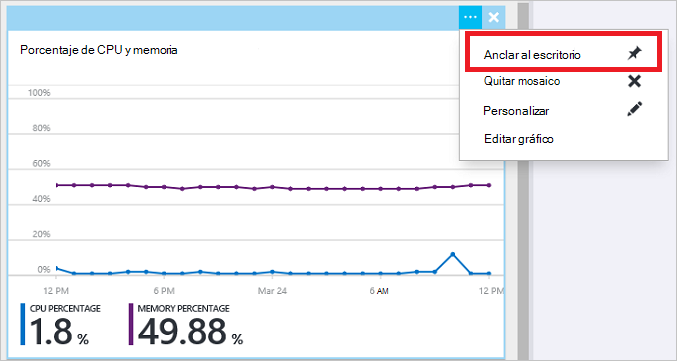 Porcentaje de CPU y memoria
Anclar al escritorio
Quitar mosaico
Personalizar
Editar gráfico
100%
80%
60%
40%
20%
0%
12 PM 6 PM Mar 24 6 AM 12 PM
CPU PERCENTAGE MEMORY PERCENTAGE
1.8 % 49.88 %